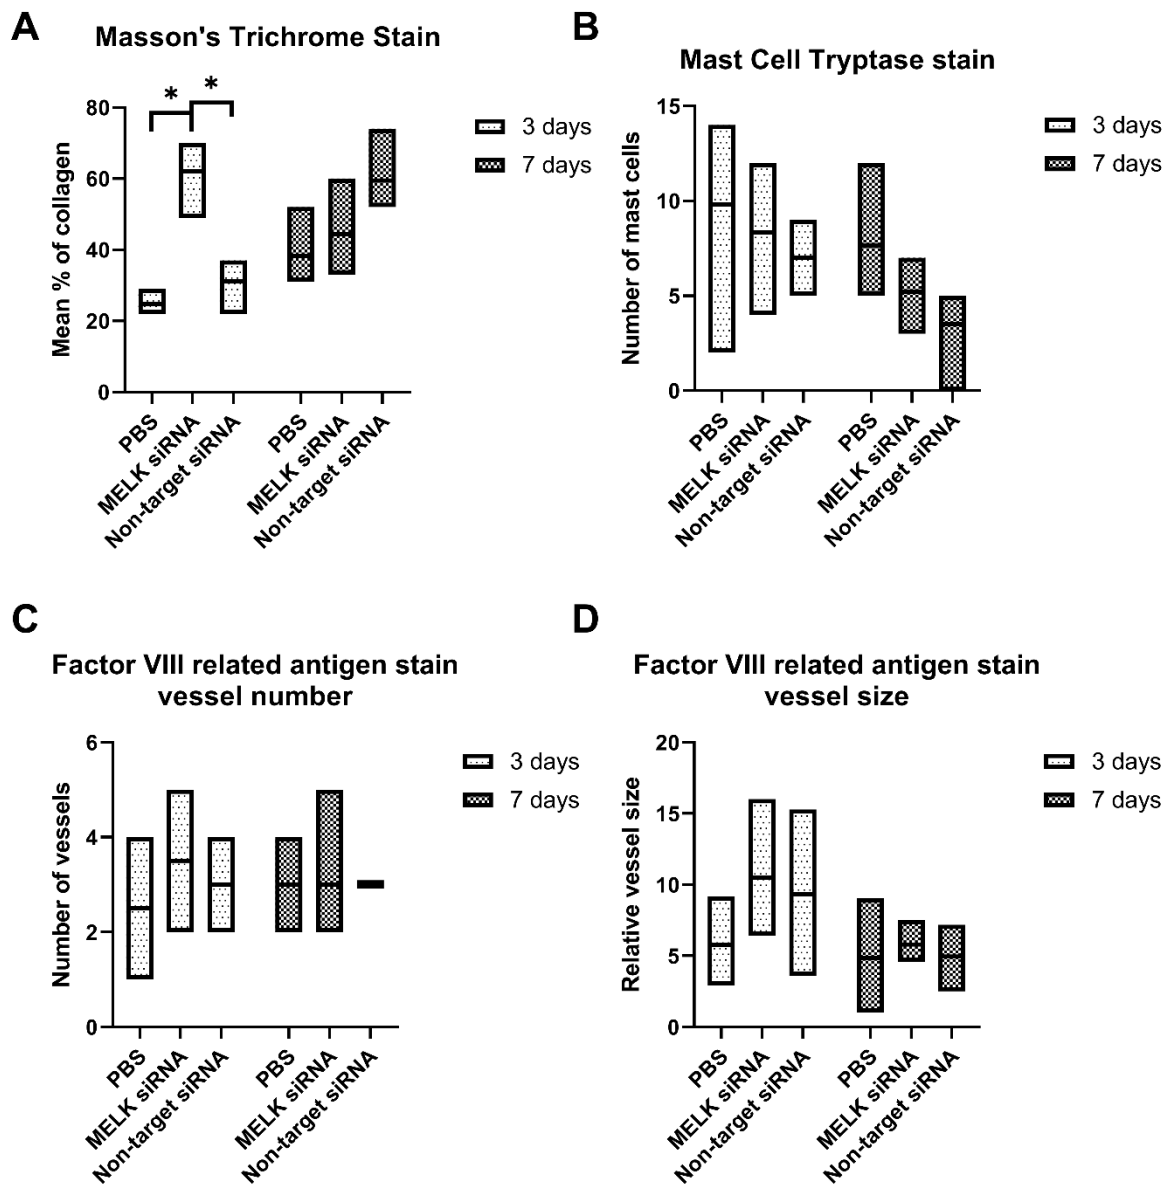 A
Masson's Trichrome Stain
* *
Mean % of collagen
80
60
40
20
0
PBS
MELK siRNA
Non-target siRNA
PBS
MELK siRNA
Non-target siRNA
3 days
7 days
B
Mast Cell Tryptase stain
Number of mast cells
15
10
5
0
PBS
MELK siRNA
Non-target siRNA
PBS
MELK siRNA
Non-target siRNA
3 days
7 days
C
Factor VIII related antigen stain
vessel number
Number of vessels
6
4
2
0
PBS
MELK siRNA
Non-target siRNA
PBS
MELK siRNA
Non-target siRNA
3 days
7 days
D
Factor VIII related antigen stain
vessel size
Relative vessel size
20
15
10
5
0
PBS
MELK siRNA
Non-target siRNA
PBS
MELK siRNA
Non-target siRNA
3 days
7 days